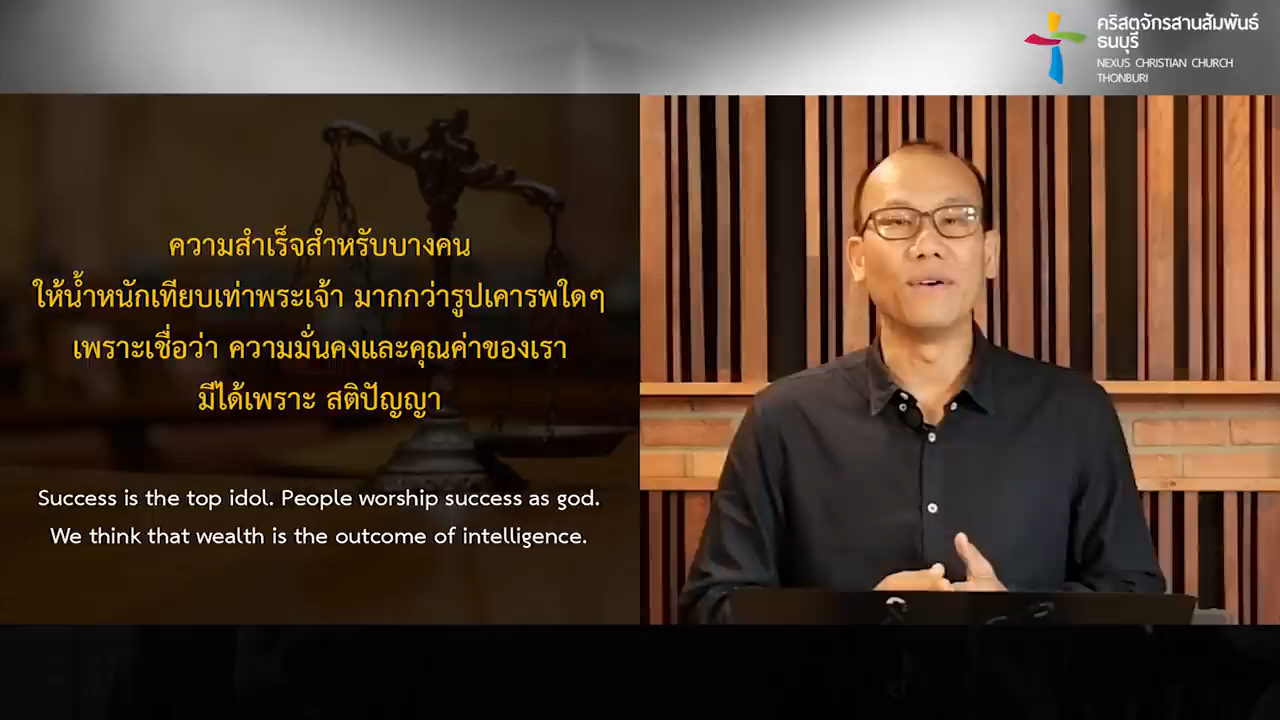 คริสตจักรสานสัมพันธ์
ธนบุรี
NEXUS CHRISTIAN CHURCH
THONBURI
ความสำเร็จสำหรับบางคน
ให้น้ำหนักเทียบเท่าพระเจ้า มากกว่ารูปเคารพใดๆ
เพราะเชื่อว่า ความมั่นคงและคุณค่าของเรา
มีได้เพราะ สติปัญญา
Success is the top idol. People worship success as god.
We think that wealth is the outcome of intelligence.